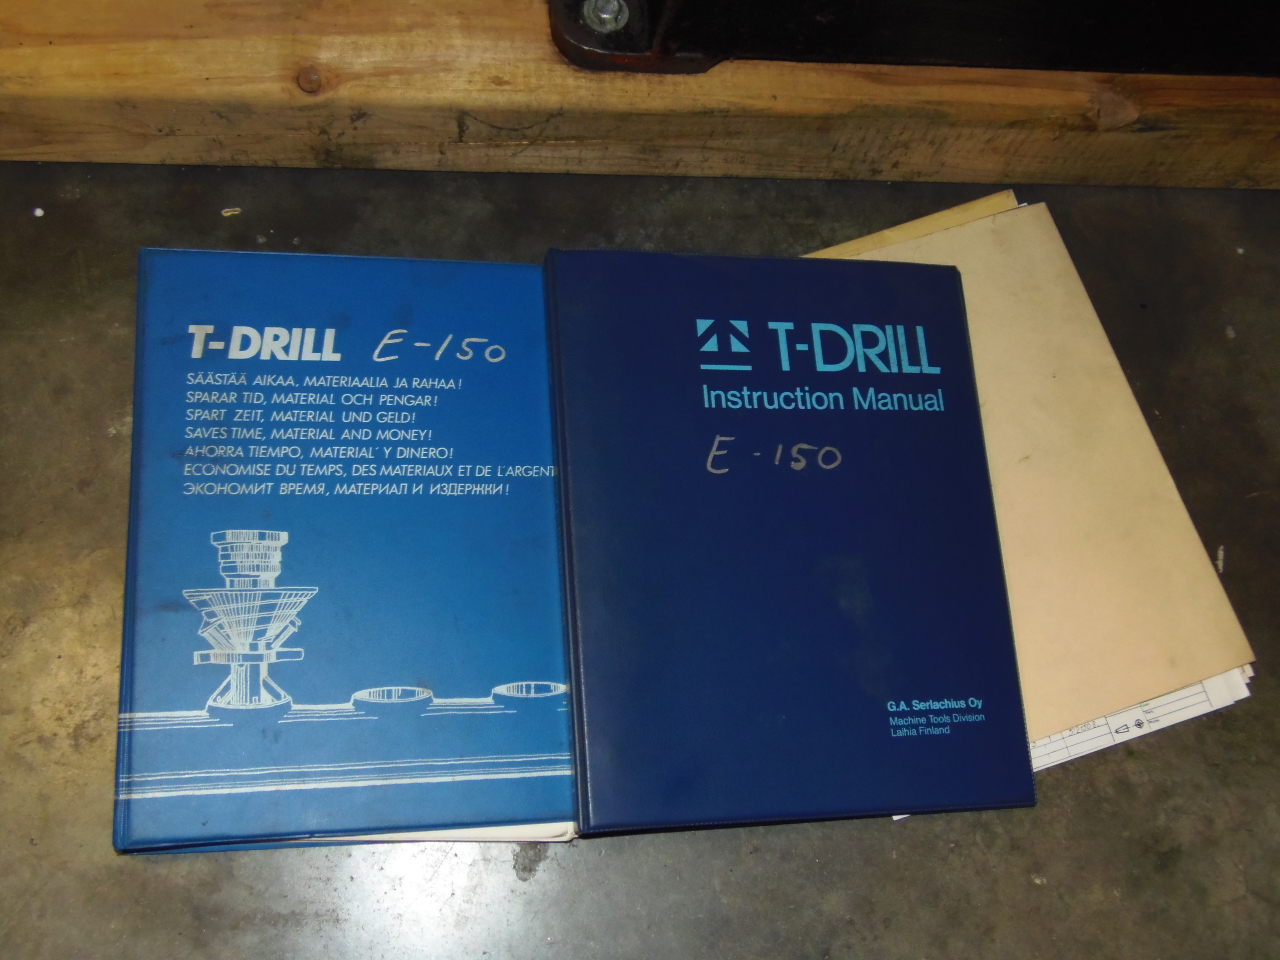 T-DRILL E-150
SÄÄSTÄÄ AIKAA, MATERIAALIA JA RAHAA!
SPARAR TID, MATERIAL OCH PENGAR!
SPART ZEIT, MATERIAL UND GELD!
SAVES TIME, MATERIAL AND MONEY!
AHORRA TIEMPO, MATERIAL Y DINERO!
ECONOMISE DU TEMPS, DES MATERIAUX ET DE L'ARGENT
ЭКОНОМИТ ВРЕМЯ, МАТЕРИАЛ И ИЗДЕРЖКИ!
T-DRILL
Instruction Manual
E-150
G.A. Serlachius Oy
Machine Tools Division
Laihia Finland